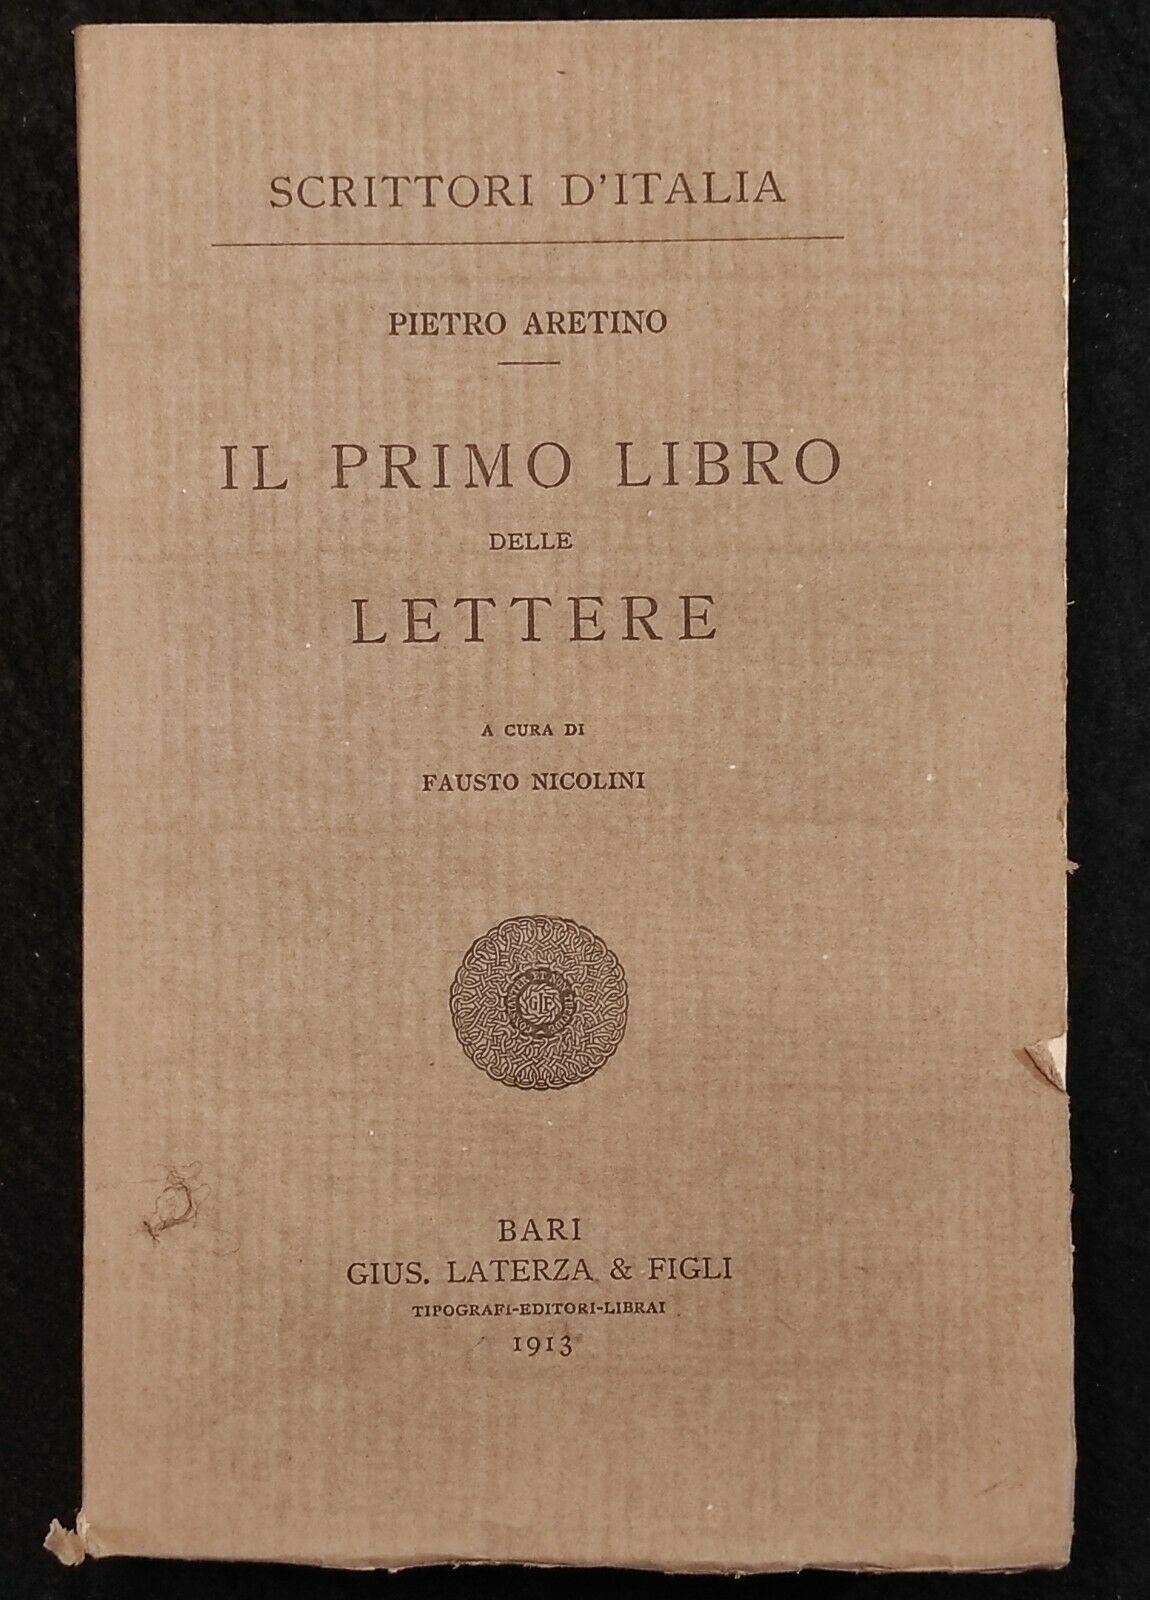 SCRITTORI D'ITALIA
PIETRO ARETINO
IL PRIMO LIBRO
DELLE
LETTERE
A CURA DI
FAUSTO NICOLINI
GLF
BARI
GIUS. LATERZA & FIGLI
TIPOGRAFI-EDITORI-LIBRAI
1913